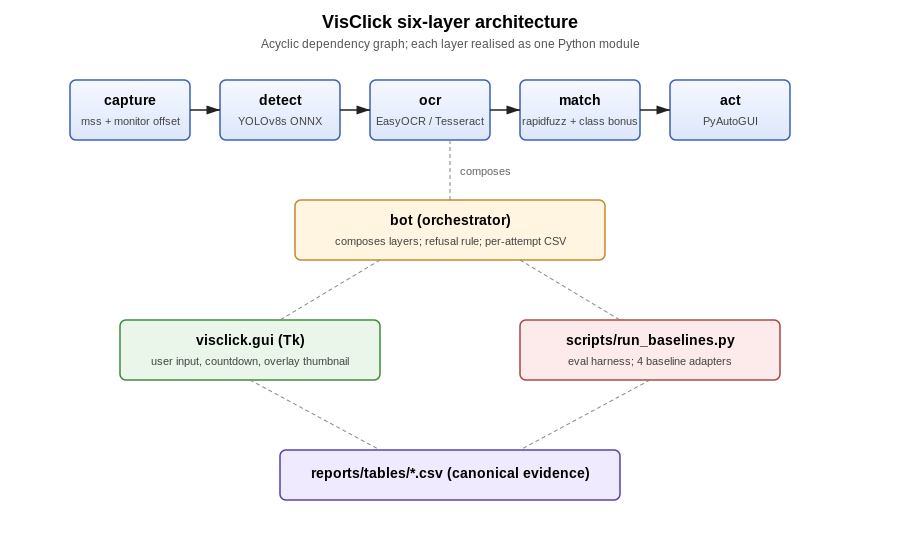 VisClick six-layer architecture
Acyclic dependency graph; each layer realised as one Python module
capture
mss + monitor offset
detect
YOLOv8s ONNX
ocr
EasyOCR / Tesseract
match
rapidfuzz + class bonus
act
PyAutoGUI
composes
bot (orchestrator)
composes layers; refusal rule; per-attempt CSV
visclick.gui (Tk)
user input, countdown, overlay thumbnail
scripts/run_baselines.py
eval harness; 4 baseline adapters
reports/tables/*.csv (canonical evidence)